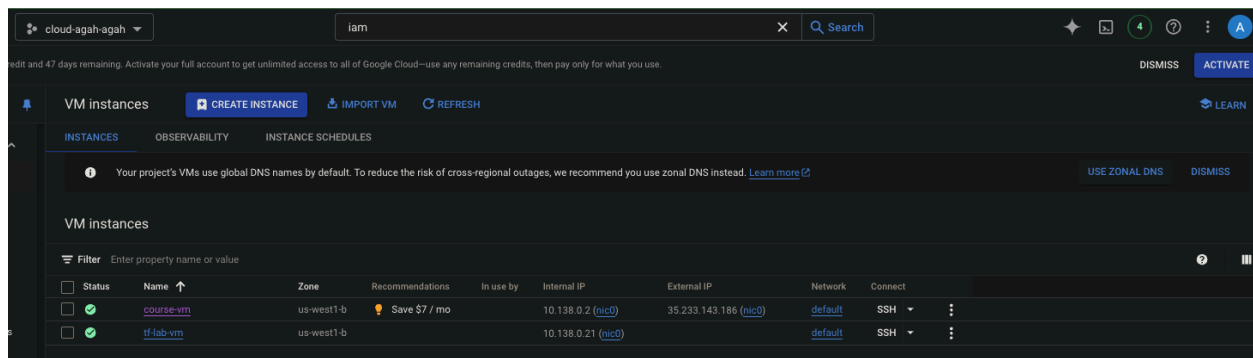 cloud-agah-agah iam Search 4 A
redit and 47 days remaining. Activate your full account to get unlimited access to all of Google Cloud—use any remaining credits, then pay only for what you use. DISMISS ACTIVATE
VM instances CREATE INSTANCE IMPORT VM REFRESH LEARN
INSTANCES OBSERVABILITY INSTANCE SCHEDULES
Your project's VMs use global DNS names by default. To reduce the risk of cross-regional outages, we recommend you use zonal DNS instead. Learn more USE ZONAL DNS DISMISS
VM instances
Filter Enter property name or value
Status Name Zone Recommendations In use by Internal IP External IP Network Connect
course-vm us-west1-b Save $7 / mo 10.138.0.2 (nic0) 35.233.143.186 (nic0) default SSH
s tf-lab-vm us-west1-b 10.138.0.21 (nic0) default SSH